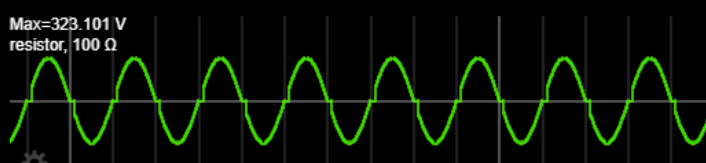 Max=323.101 V
resistor, 100 Ω